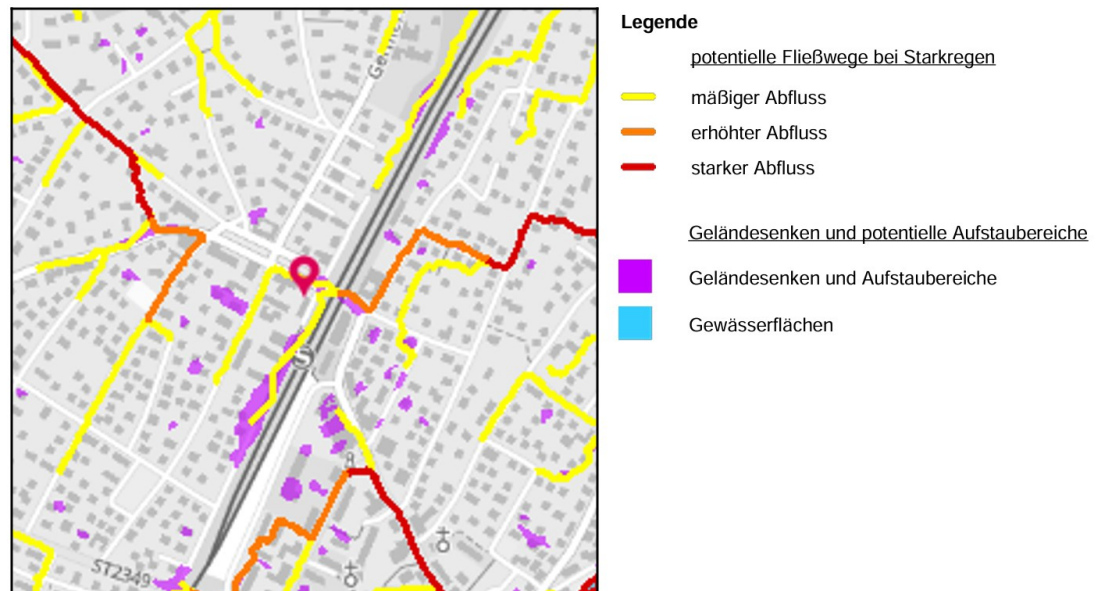 Legende
potentielle Fließwege bei Starkregen
mäßiger Abfluss
erhöhter Abfluss
starker Abfluss
Geländesenken und potentielle Aufstaubereiche
Geländesenken und Aufstaubereiche
Gewässerflächen
S
ST2349